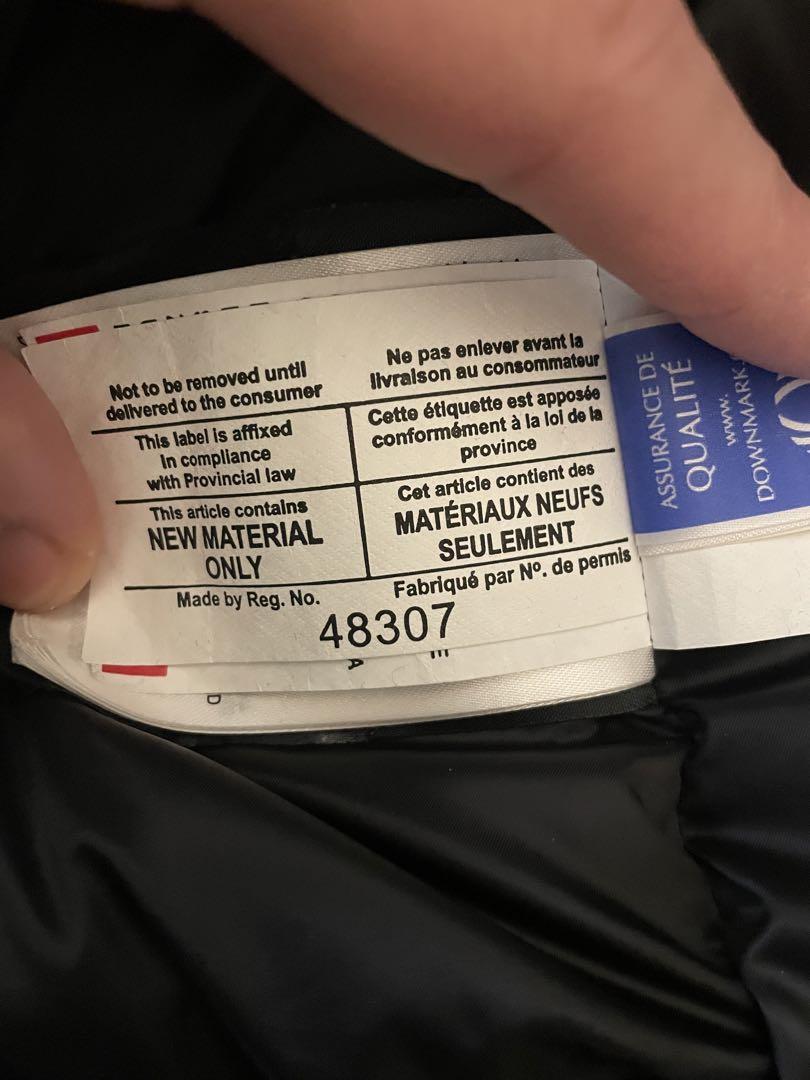 Not to be removed until
delivered to the consumer
Ne pas enlever avant la
livraison au consommateur
This label is affixed
in compliance
with Provincial law
Cette étiquette est apposée
conformément à la loi de la
province
This article contains
NEW MATERIAL
ONLY
Cet article contient des
MATÉRIAUX NEUFS
SEULEMENT
Made by Reg. No.
Fabriqué par Nº. de permis
48307
ASSURANCE DE
QUALITÉ
www.
DOWNMARK.